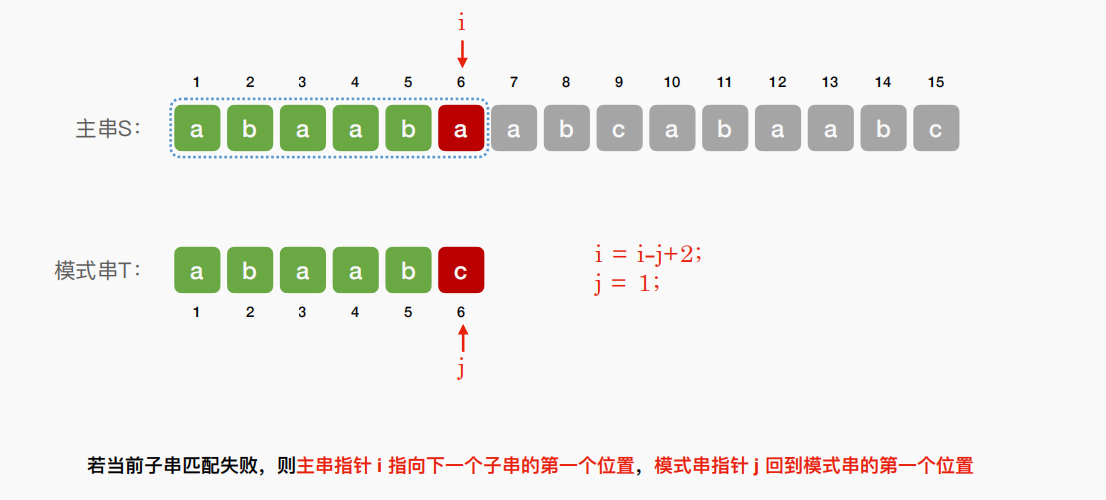 i
1 2 3 4 5 6 7 8 9 10 11 12 13 14 15
主串S： a b a a b a a b c a b a a b c
模式串T： a b a a b c
1 2 3 4 5 6
j
i = i-j+2;
j = 1;
若当前子串匹配失败，则主串指针 i 指向下一个子串的第一个位置，模式串指针 j 回到模式串的第一个位置